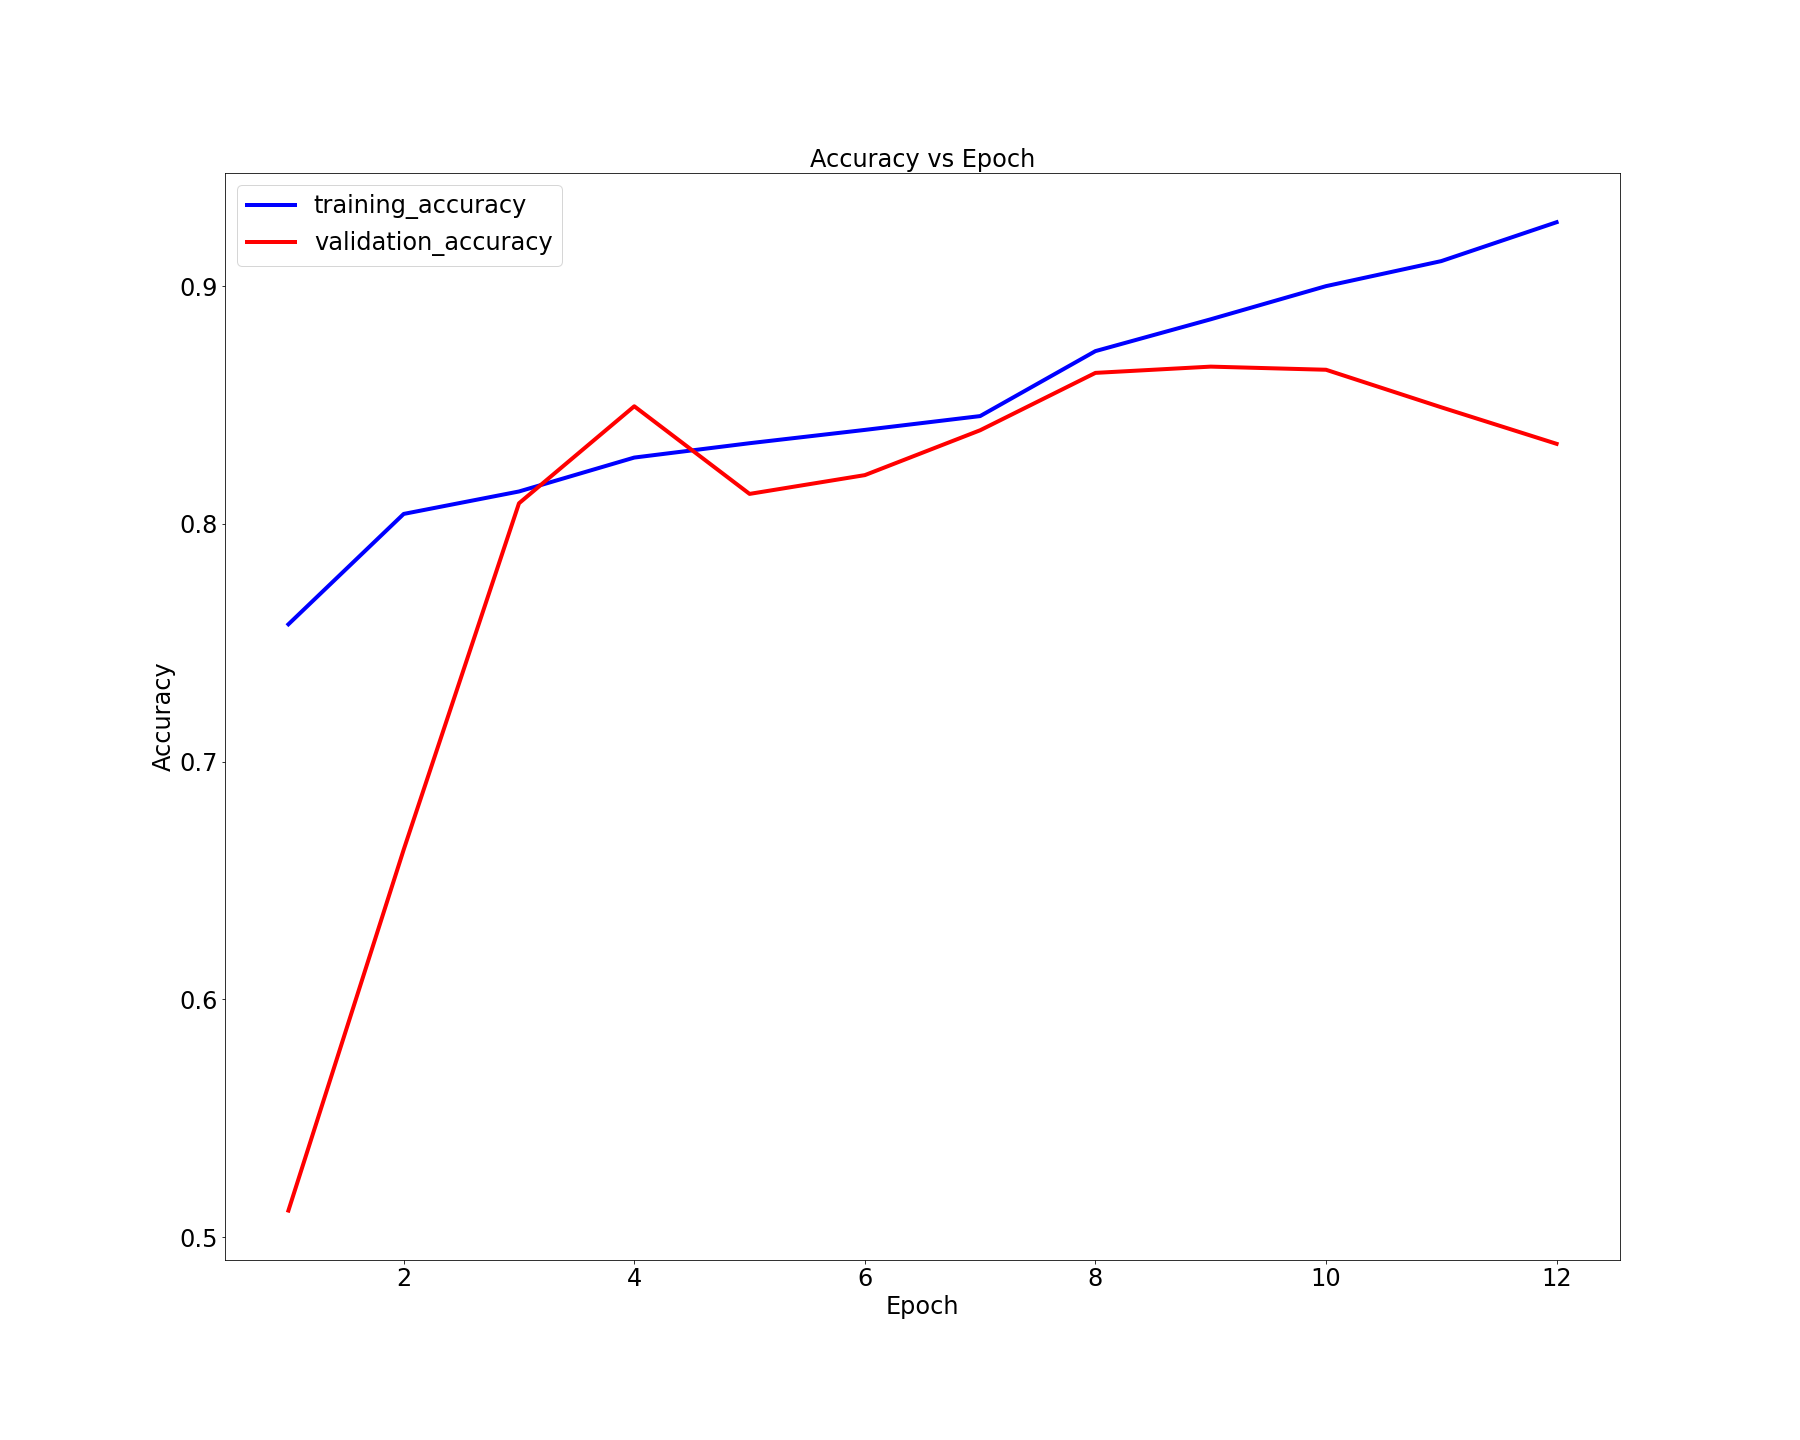 Accuracy vs Epoch
training_accuracy
validation_accuracy
0.9
0.8
0.7
0.6
0.5
Accuracy
2 4 6 8 10 12
Epoch